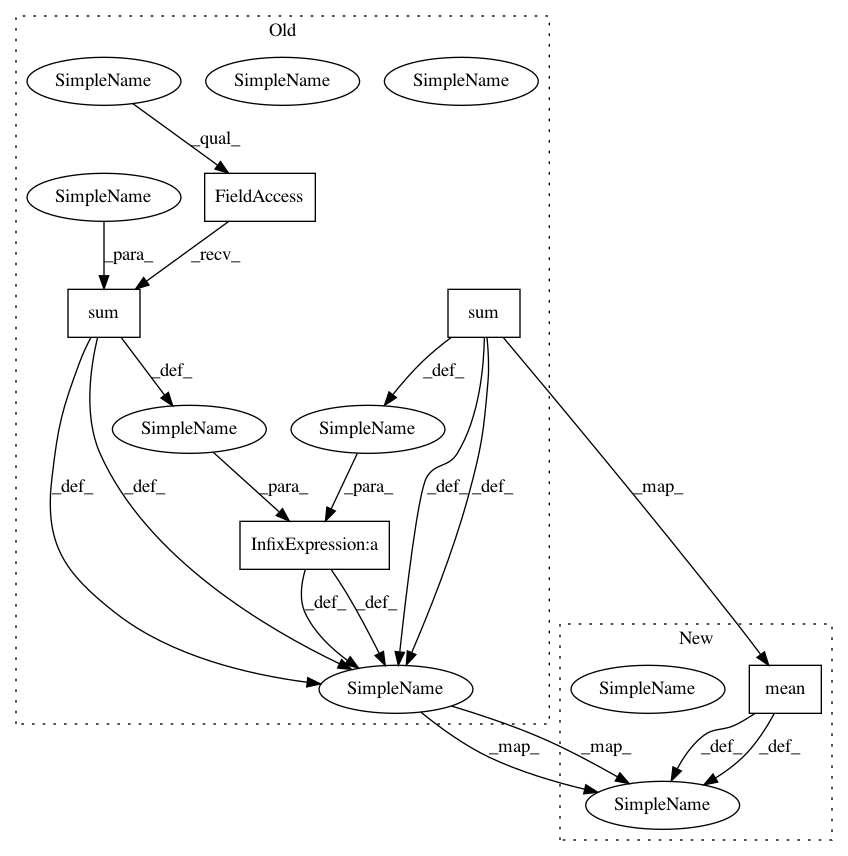 Old
SimpleName SimpleName SimpleName
_qual_
SimpleName FieldAccess
_para_ _recv_
sum sum
_def_ _def_
SimpleName SimpleName
_def_ _def_ _para_ _para_ _def_ _def_ _map_
InfixExpression:a
_def_ _def_
New
SimpleName SimpleName mean
_map_ _map_ _def_ _def_
SimpleName